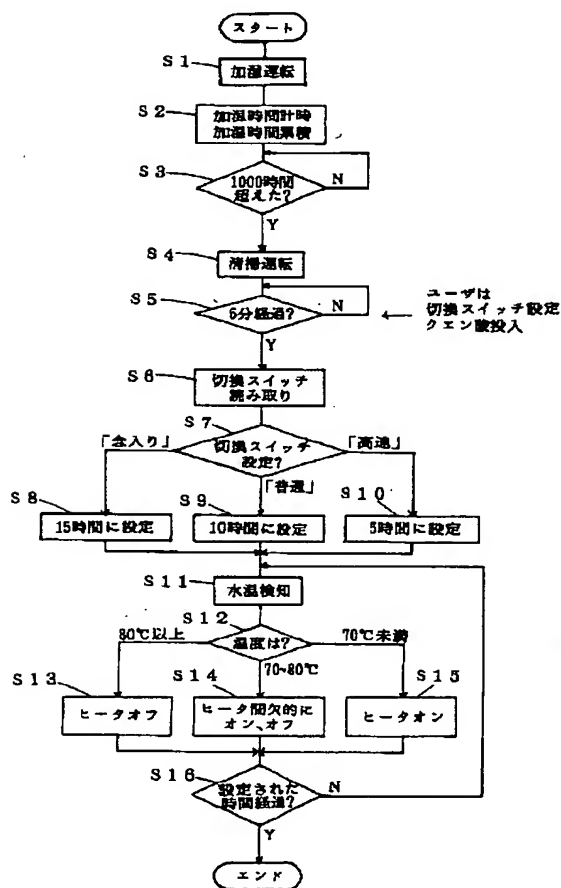 スタート
S1
加湿運転
S2
加湿時間計時
加湿時間累積
S3
1000時間
超えた?
N
Y
S4
清掃運転
S5
5分経過?
N
Y
ユーザは
切換スイッチ設定
クエン酸投入
S6
切換スイッチ
読み取り
S7
切換スイッチ
設定?
「念入り」
「高速」
「普通」
S8
15時間に設定
S9
10時間に設定
S10
5時間に設定
S11
水温検知
S12
温度は?
80℃以上
70℃未満
70~80℃
S13
ヒータオフ
S14
ヒータ間欠的に
オン、オフ
S15
ヒータオン
S16
設定された
時間経過?
N
Y
エンド